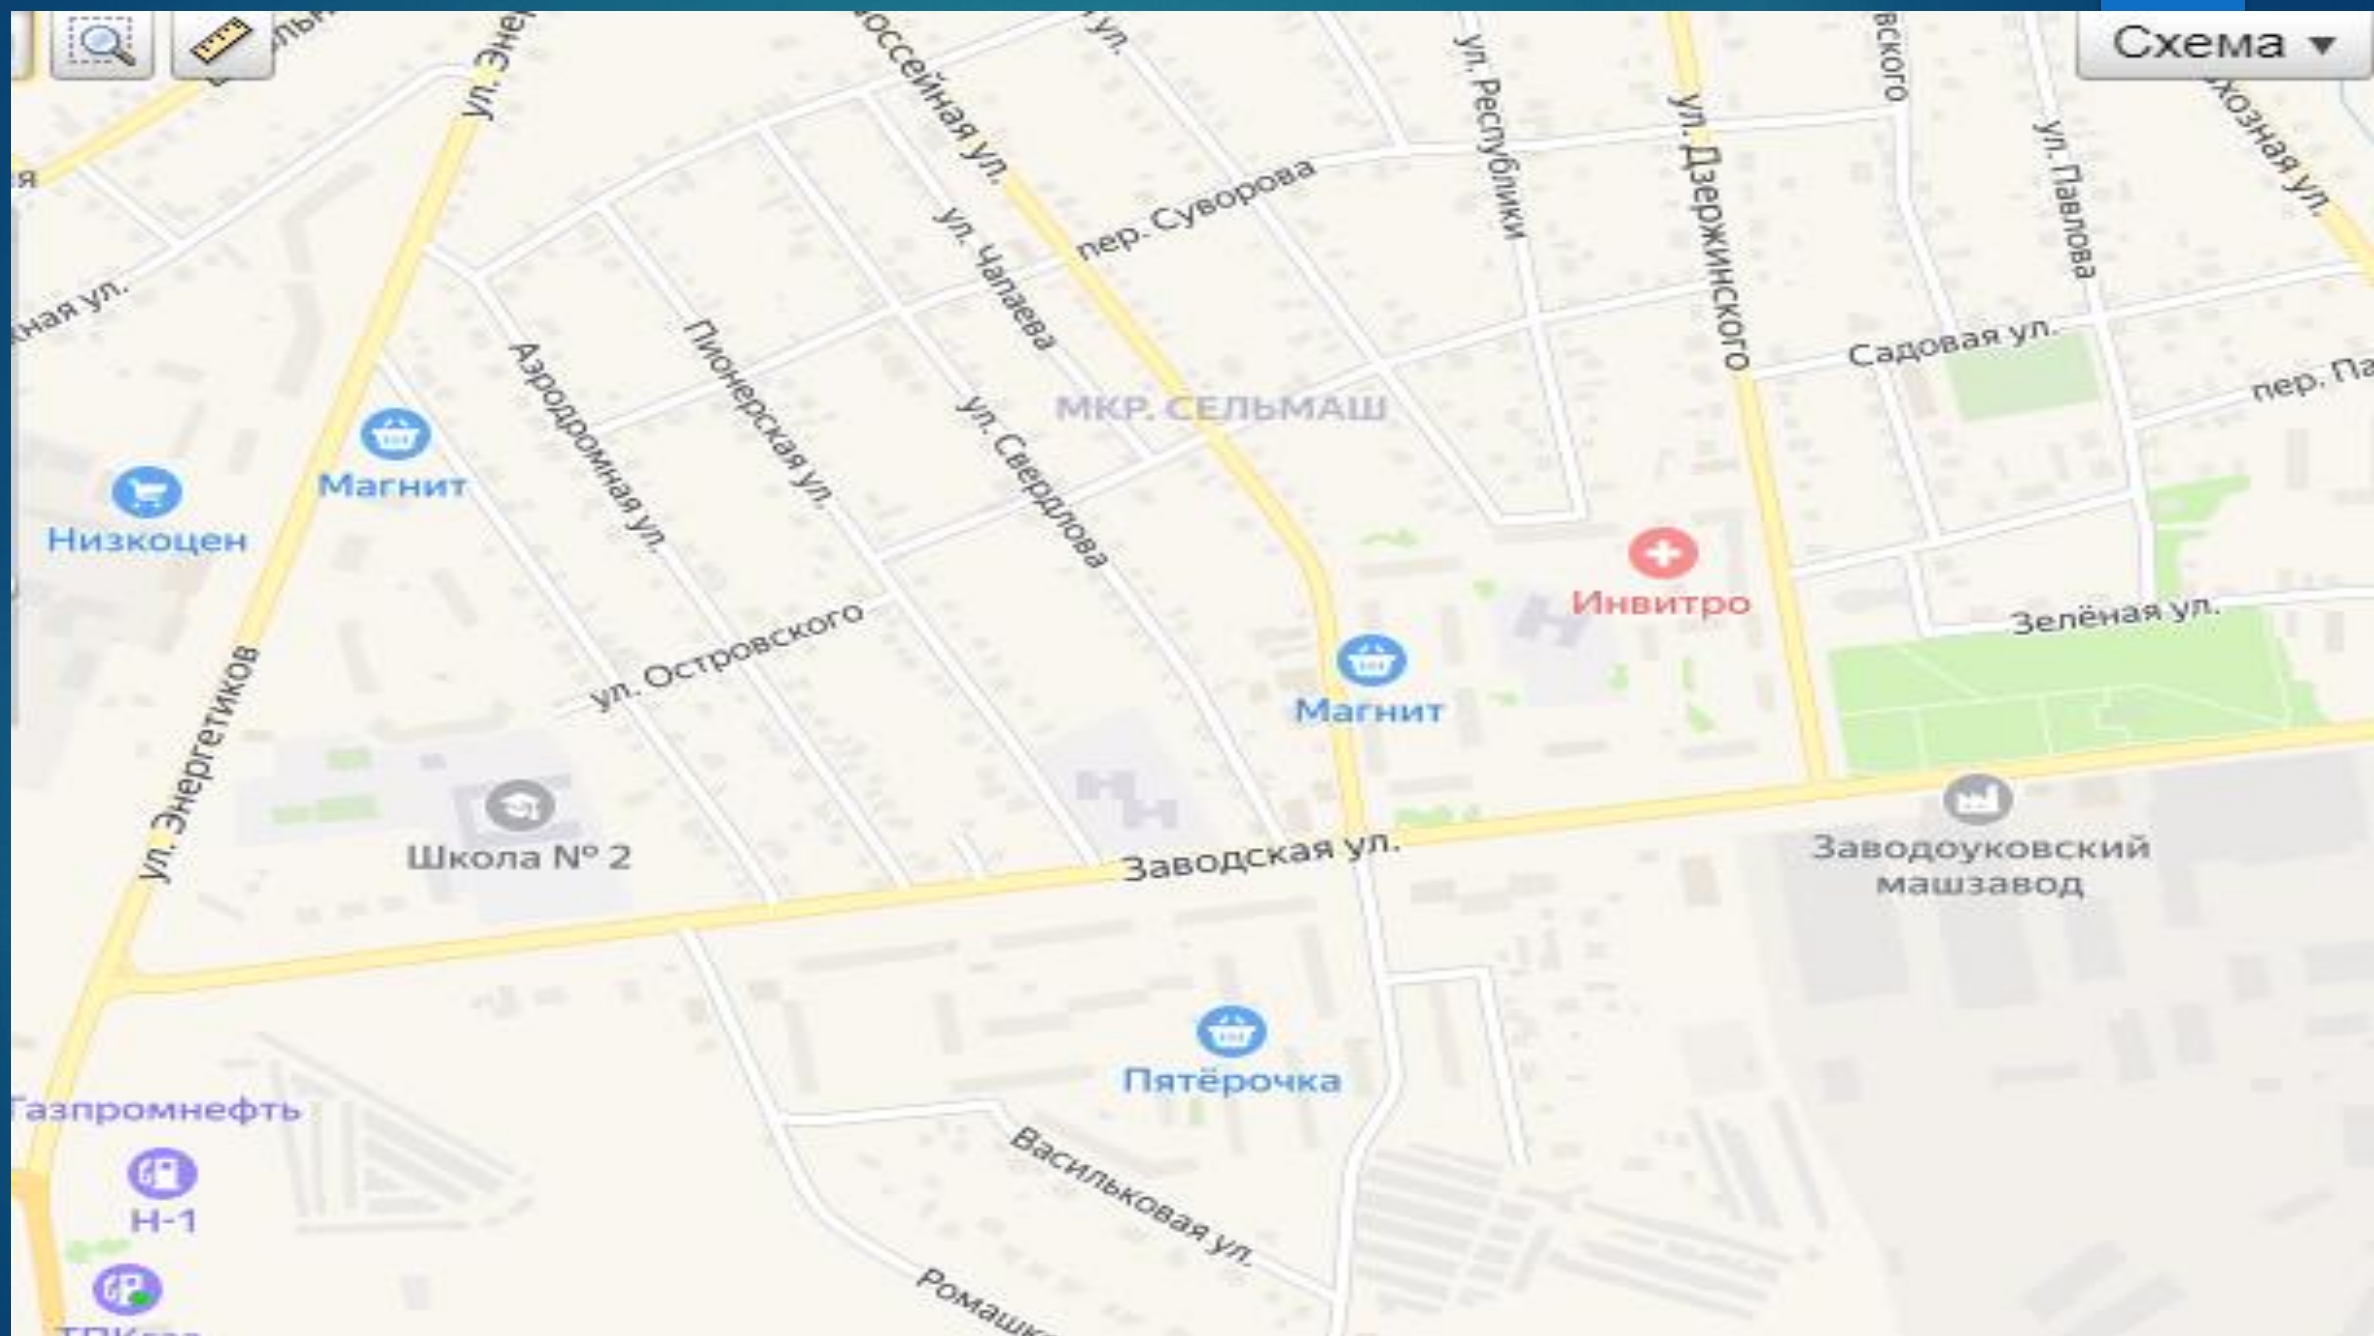 Схема ▼
ул. Республики
ул. Дзержинского
вского
ул. Павлова
хозная ул.
ул.
оссейная ул.
ул. Эне
я
ная ул.
пер. Суворова
ул. Чапаева
Садовая ул.
пер. Па
Аэродромная ул.
Пионерская ул.
ул. Свердлова
МКР. СЕЛЬМАШ
Магнит
Низкоцен
Инвитро
Зелёная ул.
ул. Островского
Магнит
ул. Энергетиков
Школа № 2
Заводская ул.
Заводоуковский
машзавод
Пятёрочка
Газпромнефть
Н-1
Васильковая ул.
Ромашк